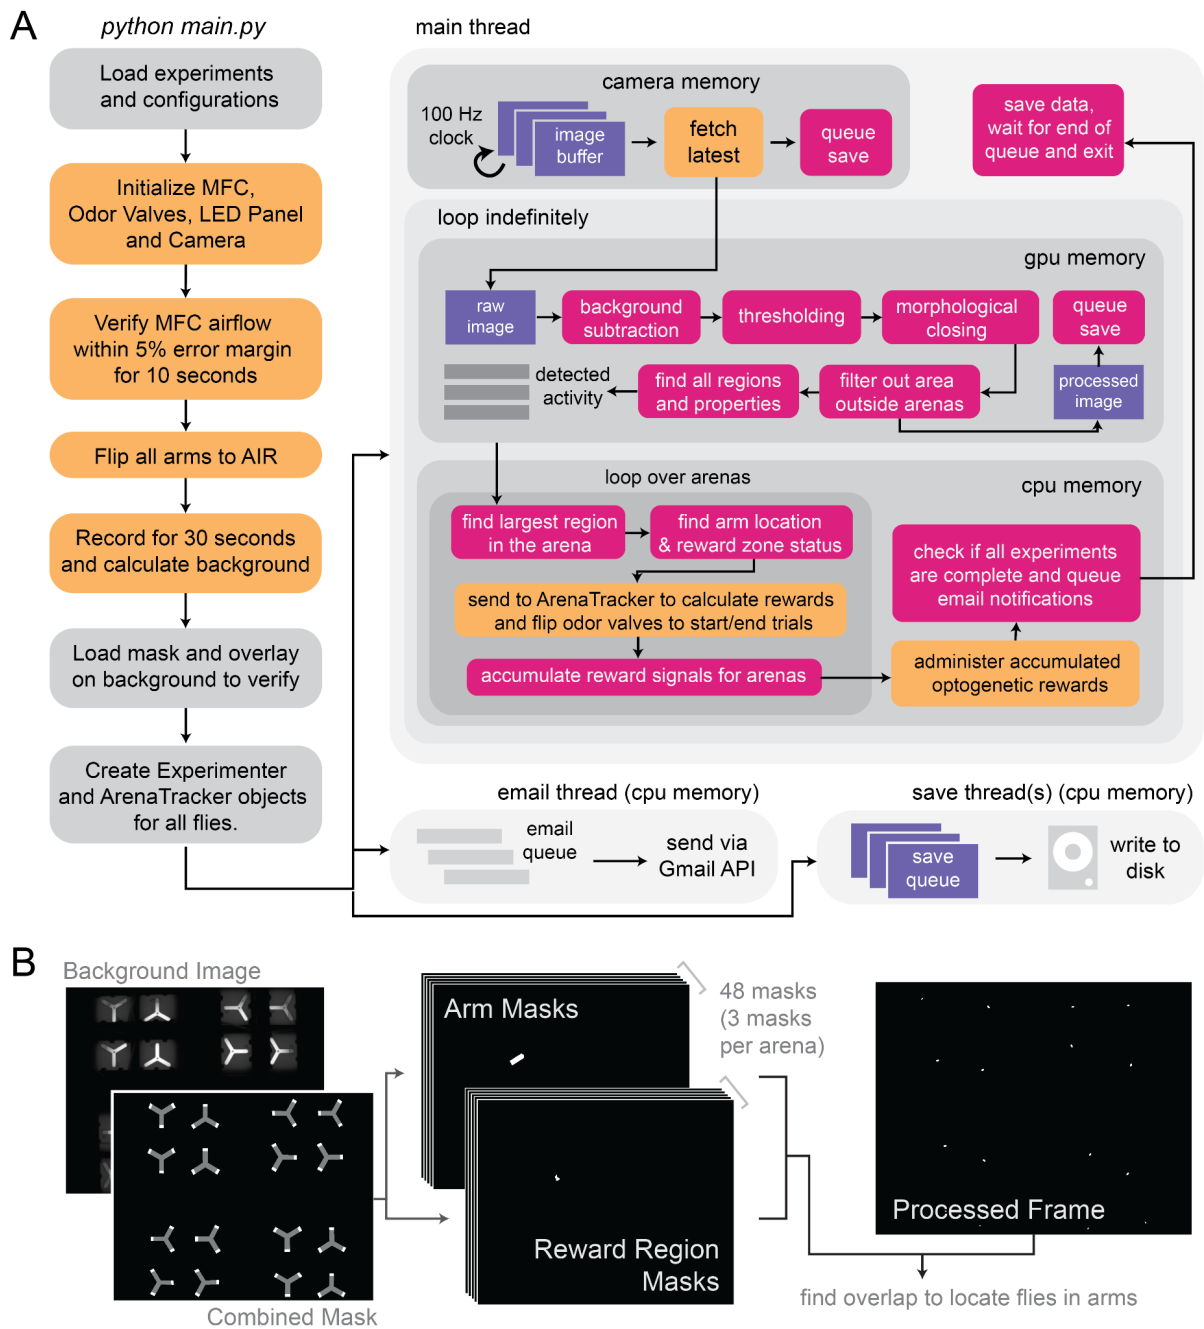 A
python main.py
Load experiments
and configurations
Initialize MFC,
Odor Valves, LED Panel
and Camera
Verify MFC airflow
within 5% error margin
for 10 seconds
Flip all arms to AIR
Record for 30 seconds
and calculate background
Load mask and overlay
on background to verify
Create Experimenter
and ArenaTracker objects
for all flies.
main thread
camera memory
100 Hz
clock
image
buffer
fetch
latest
queue
save
save data,
wait for end of
queue and exit
loop indefinitely
gpu memory
raw
image
background
subtraction
thresholding
morphological
closing
queue
save
detected
activity
find all regions
and properties
filter out area
outside arenas
processed
image
loop over arenas
cpu memory
find largest region
in the arena
find arm location
& reward zone status
send to ArenaTracker to calculate rewards
and flip odor valves to start/end trials
accumulate reward signals for arenas
check if all experiments
are complete and queue
email notifications
administer accumulated
optogenetic rewards
email thread (cpu memory)
email
queue
send via
Gmail API
save thread(s) (cpu memory)
save
queue
write to
disk
B
Background Image
Combined Mask
Arm Masks
48 masks
(3 masks
per arena)
Reward Region
Masks
Processed Frame
find overlap to locate flies in arms